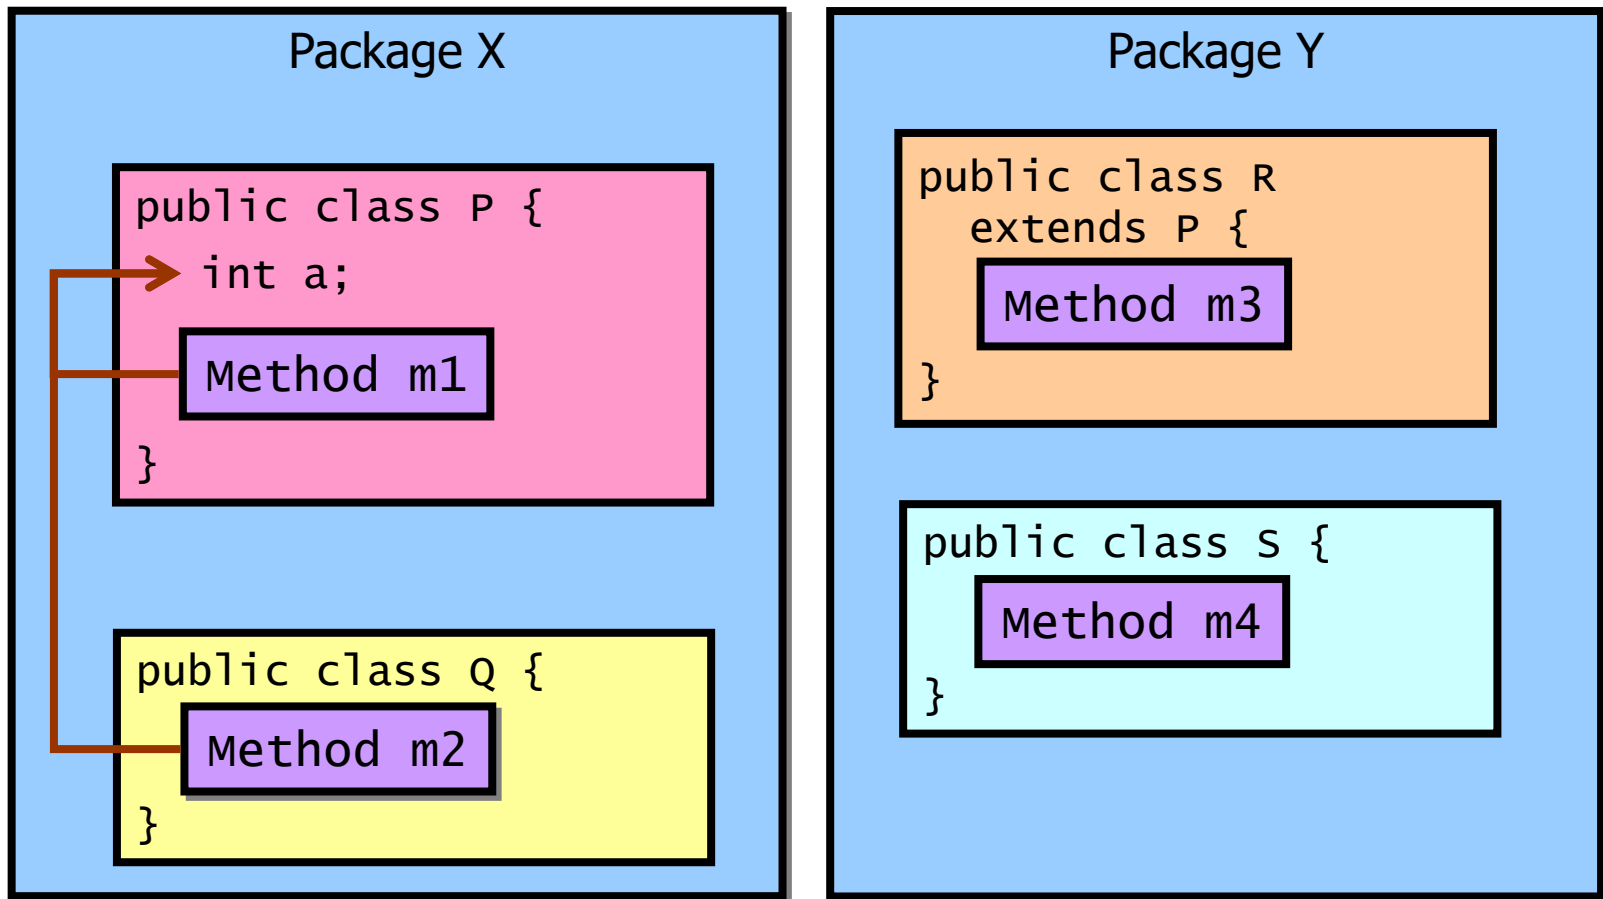 Package X
public class P {
int a;
Method m1
}
public class Q {
Method m2
}
Package Y
public class R
extends P {
Method m3
}
public class S {
Method m4
}